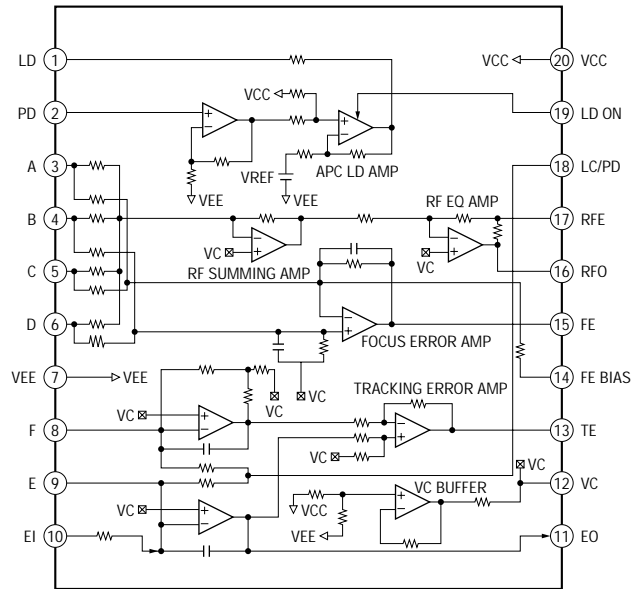 LD 1 VCC 20 VCC
VCC
PD 2 19 LD ON
A 3 APC LD AMP 18 LC/PD
VREF
VEE VEE
RF EQ AMP
B 4 17 RFE
VC VC
RF SUMMING AMP
C 5 16 RFO
D 6 15 FE
FOCUS ERROR AMP
VEE 7 VEE 14 FE BIAS
VC VC
TRACKING ERROR AMP
VC
F 8 13 TE
VC VC
E 9 12 VC
VC BUFFER
VC VCC
VEE
EI 10 11 EO